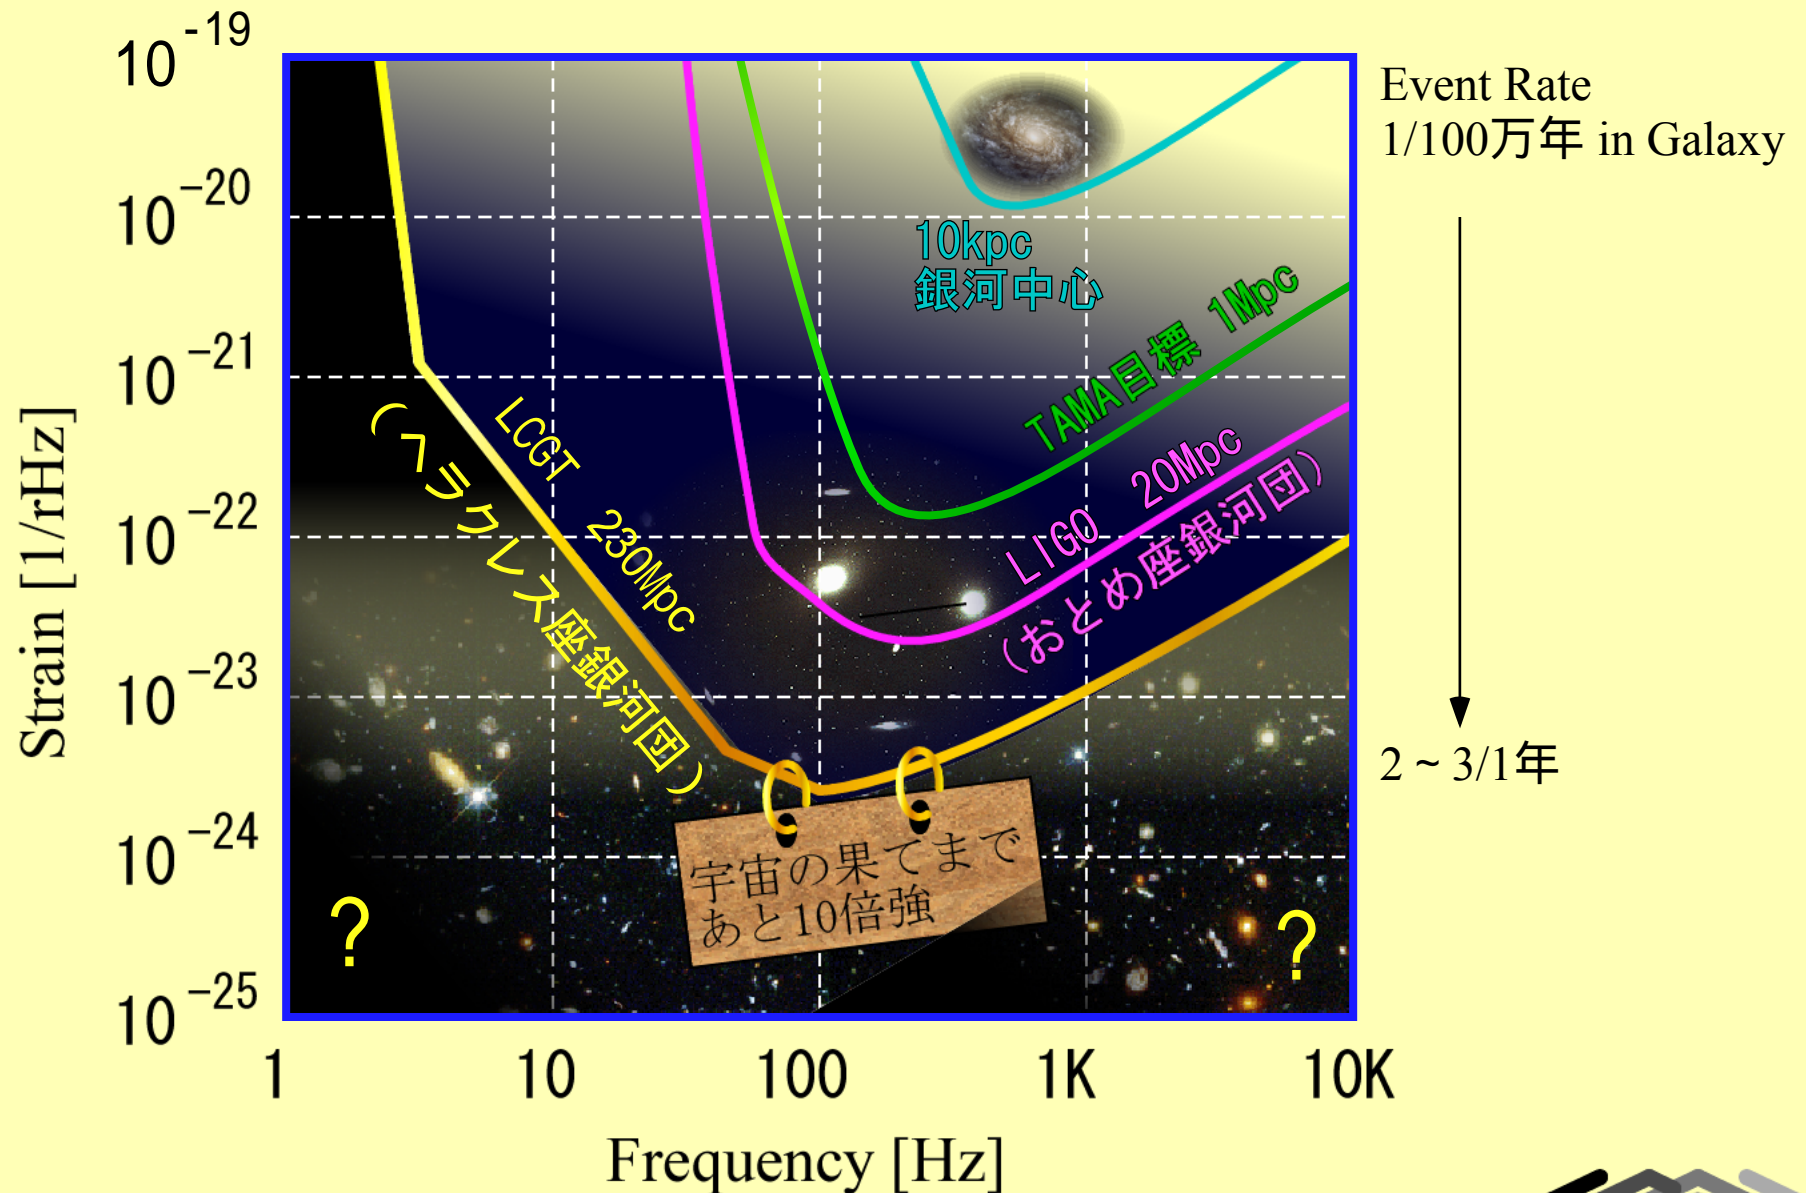 10^-19
10^-20
10^-21
10^-22
10^-23
10^-24
10^-25
Strain [1/rHz]
1
10
100
1K
10K
Frequency [Hz]
10kpc
銀河中心
TAMA目標 1Mpc
LIGO 20Mpc
(おとめ座銀河団)
LCGT 230Mpc
(ヘラクレス座銀河団)
宇宙の果てまで
あと10倍強
?
?
Event Rate
1/100万年 in Galaxy
2 ~ 3/1年